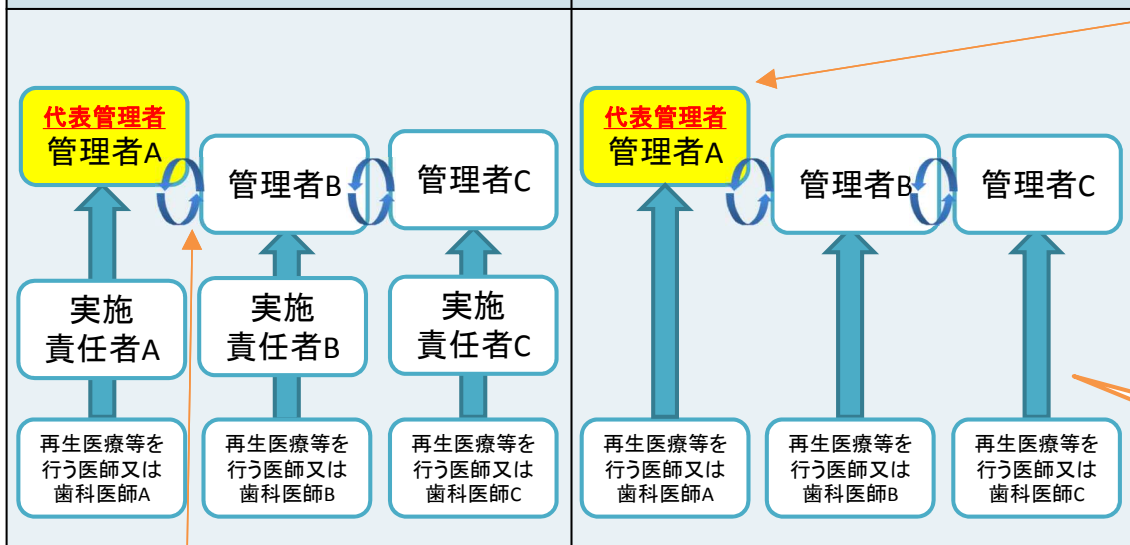 代表管理者
管理者A
管理者B
管理者C
実施
責任者A
実施
責任者B
実施
責任者C
再生医療等を
行う医師又は
歯科医師A
再生医療等を
行う医師又は
歯科医師B
再生医療等を
行う医師又は
歯科医師C
代表管理者
管理者A
管理者B
管理者C
再生医療等を
行う医師又は
歯科医師A
再生医療等を
行う医師又は
歯科医師B
再生医療等を
行う医師又は
歯科医師C